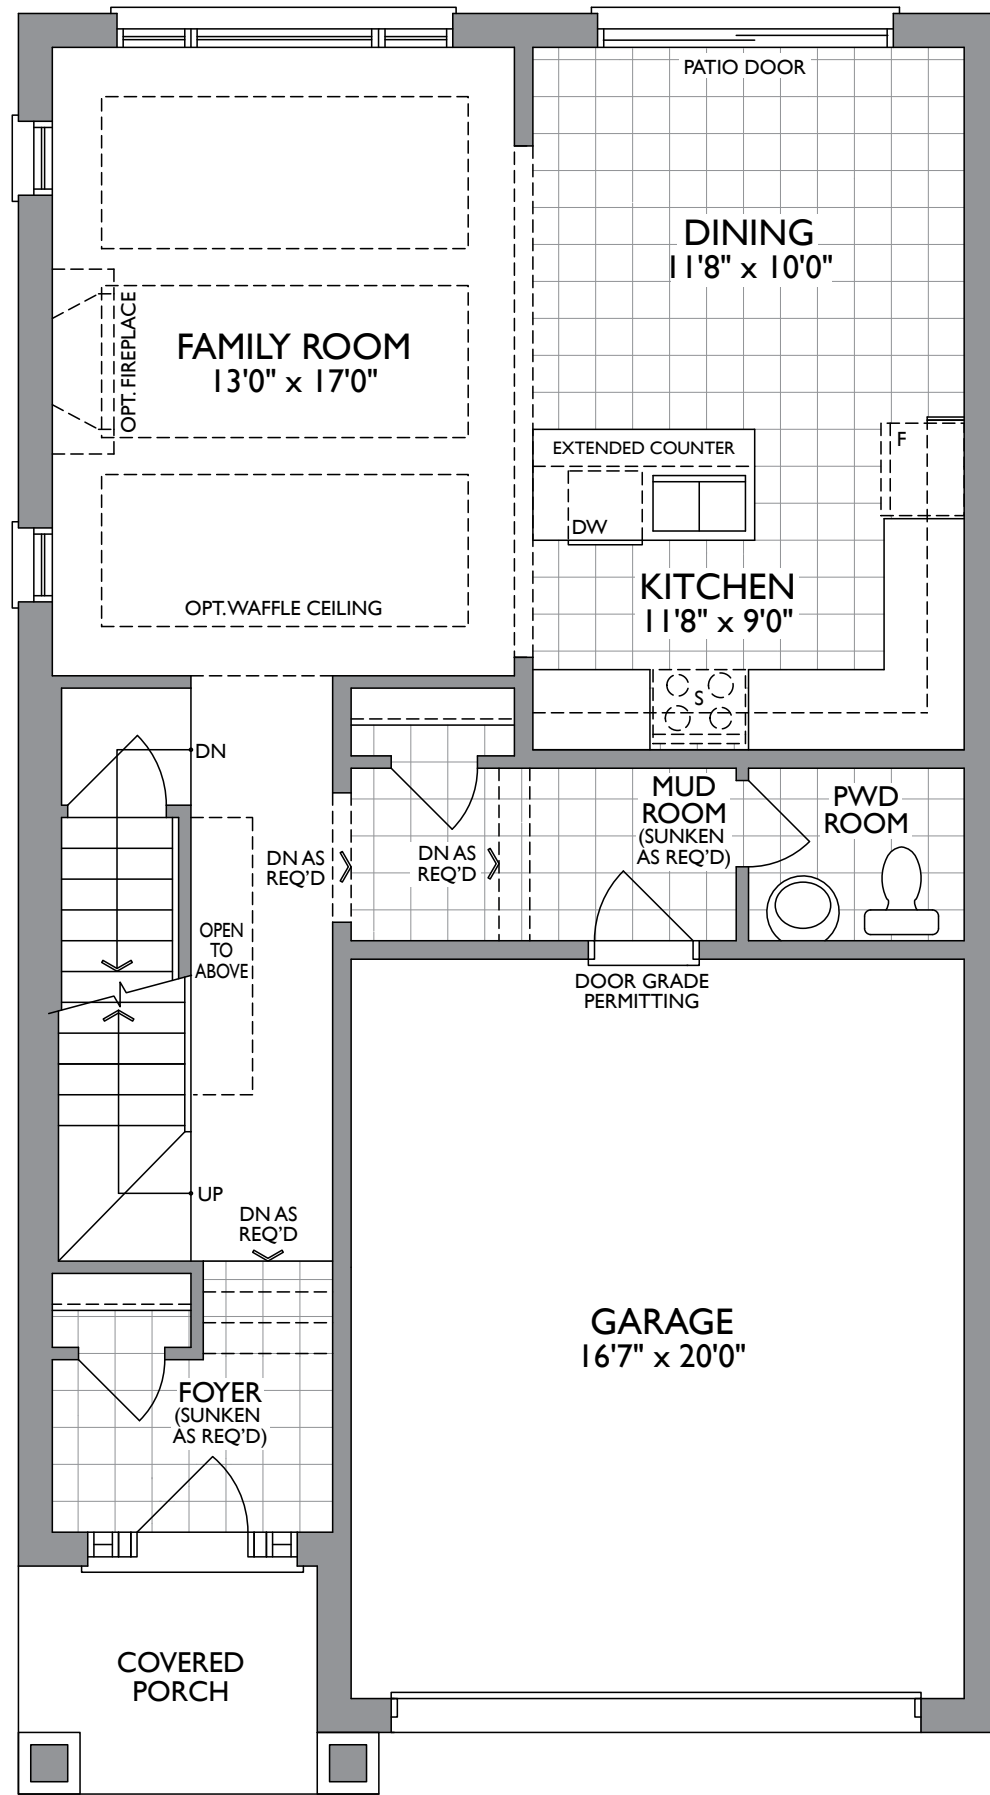 PATIO DOOR
DINING
11'8" x 10'0"
OPT. FIREPLACE
FAMILY ROOM
13'0" x 17'0"
F
EXTENDED COUNTER
DW
KITCHEN
11'8" x 9'0"
OPT. WAFFLE CEILING
S
DN
MUD
ROOM
(SUNKEN
AS REQ'D)
PWD
ROOM
DN AS
REQ'D
DN AS
REQ'D
OPEN
TO
ABOVE
DOOR GRADE
PERMITTING
UP
DN AS
REQ'D
GARAGE
16'7" x 20'0"
FOYER
(SUNKEN
AS REQ'D)
COVERED
PORCH